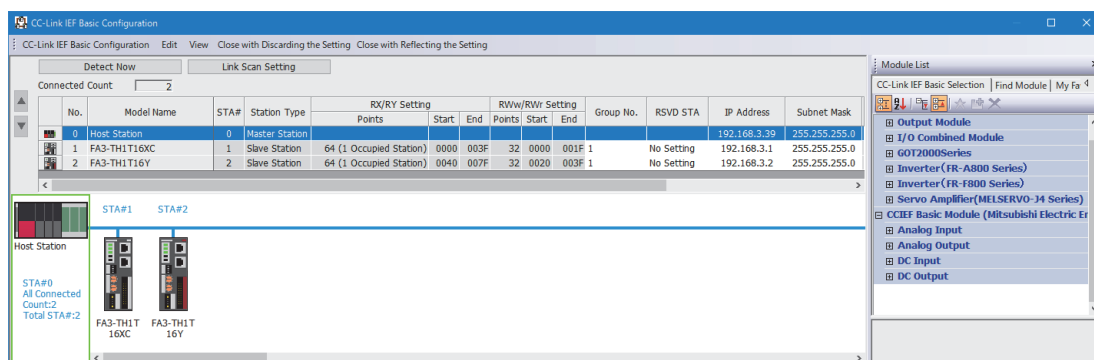 CC-Link IEF Basic Configuration
CC-Link IEF Basic Configuration Edit View Close with Discarding the Setting Close with Reflecting the Setting
Detect Now Link Scan Setting
Connected Count 2
No. Model Name STA# Station Type RX/RY Setting RWw/RWr Setting Group No. RSVD STA IP Address Subnet Mask
Points Start End Points Start End
0 Host Station 0 Master Station 192.168.3.39 255.255.255.0
1 FA3-TH1T16XC 1 Slave Station 64 (1 Occupied Station) 0000 003F 32 0000 001F 1 No Setting 192.168.3.1 255.255.255.0
2 FA3-TH1T16Y 2 Slave Station 64 (1 Occupied Station) 0040 007F 32 0020 003F 2 No Setting 192.168.3.2 255.255.255.0
STA#1 STA#2
Host Station
STA#0
All Connected
Count:2
Total STA#:2
FA3-TH1T
16XC
FA3-TH1T
16Y
Module List
CC-Link IEF Basic Selection Find Module My Fa
Output Module
I/O Combined Module
GOT2000Series
Inverter(FR-A800 Series)
Inverter(FR-F800 Series)
Servo Amplifier(MELSERVO-J4 Series)
CCIEF Basic Module (Mitsubishi Electric Er
Analog Input
Analog Output
DC Input
DC Output